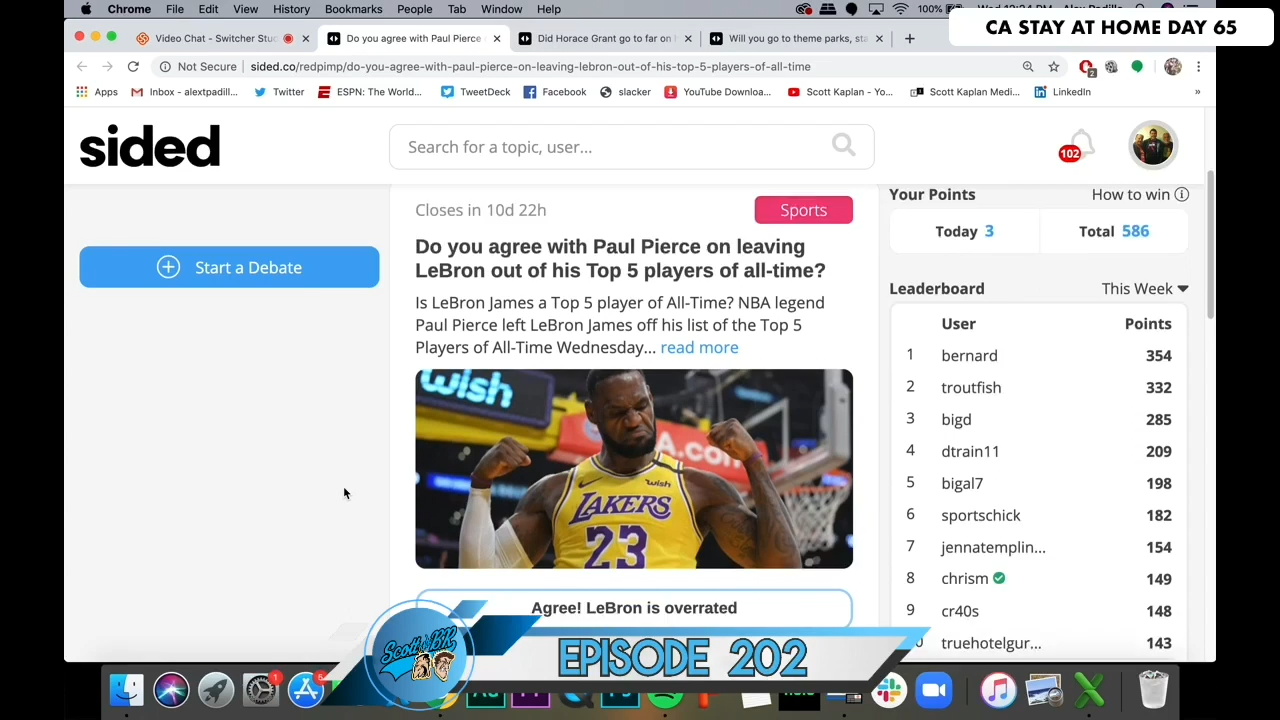 Chrome File Edit View History Bookmarks People Tab Window Help
100%
CA STAY AT HOME DAY 65
Video Chat - Switcher Stu
Do you agree with Paul Pierce
Did Horace Grant go to far on
Will you go to theme parks, sta
Not Secure
sided.co/redpimp/do-you-agree-with-paul-pierce-on-leaving-lebron-out-of-his-top-5-players-of-all-time
2
Apps
Inbox - alextpadill...
Twitter
ESPN: The World...
TweetDeck
Facebook
slacker
YouTube Downloa...
Scott Kaplan - Yo...
Scott Kaplan Medi...
LinkedIn
»
sided
Search for a topic, user...
102
Start a Debate
Closes in 10d 22h
Sports
Do you agree with Paul Pierce on leaving
LeBron out of his Top 5 players of all-time?
Is LeBron James a Top 5 player of All-Time? NBA legend
Paul Pierce left LeBron James off his list of the Top 5
Players of All-Time Wednesday... read more
wish
wish
LAKERS
23
Agree! LeBron is overrated
Your Points
How to win
Today 3
Total 586
Leaderboard
This Week
User Points
1 bernard 354
2 troutfish 332
3 bigd 285
4 dtrain11 209
5 bigal7 198
6 sportschick 182
7 jennatemplin... 154
8 chrism 149
9 cr40s 148
truehotelgur... 143
EPISODE 202
1